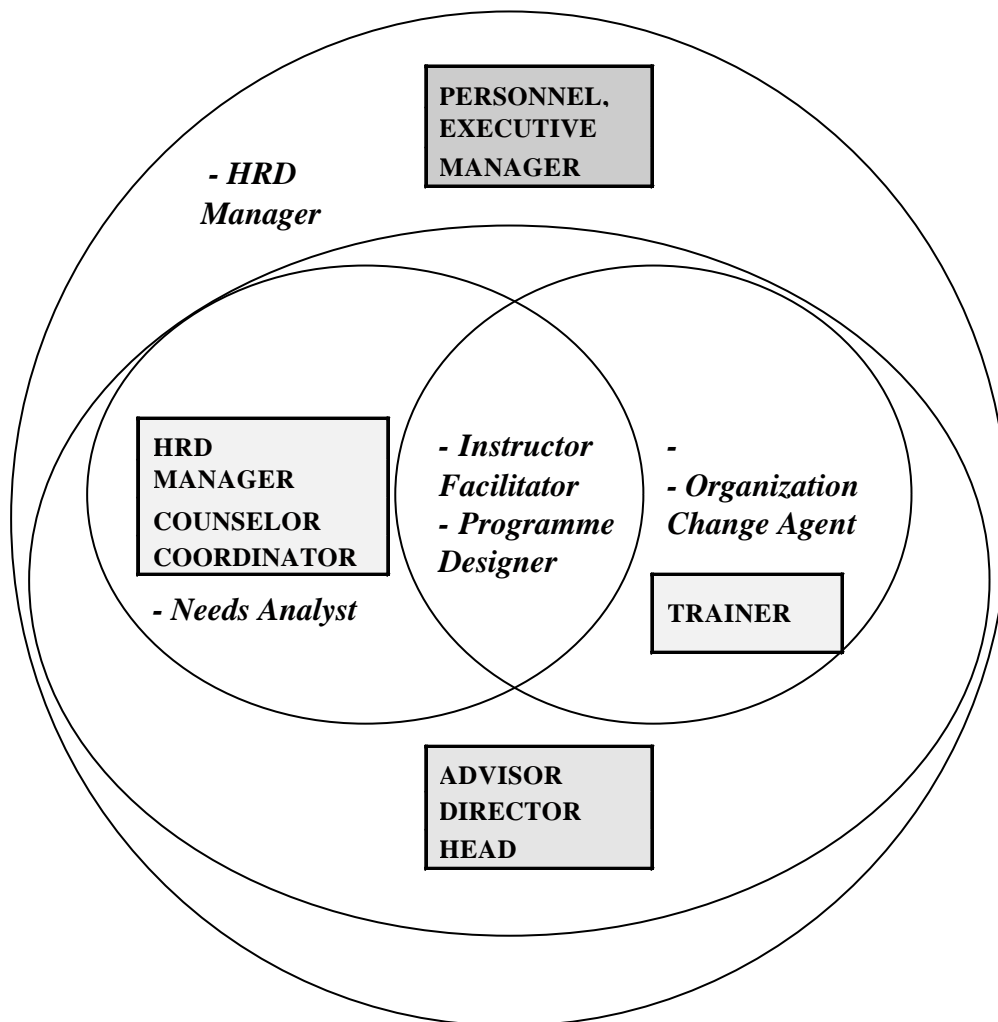 PERSONNEL,
EXECUTIVE
MANAGER
- HRD
Manager
HRD
MANAGER
COUNSELOR
COORDINATOR
- Needs Analyst
- Instructor
Facilitator
- Programme
Designer
-
- Organization
Change Agent
TRAINER
ADVISOR
DIRECTOR
HEAD